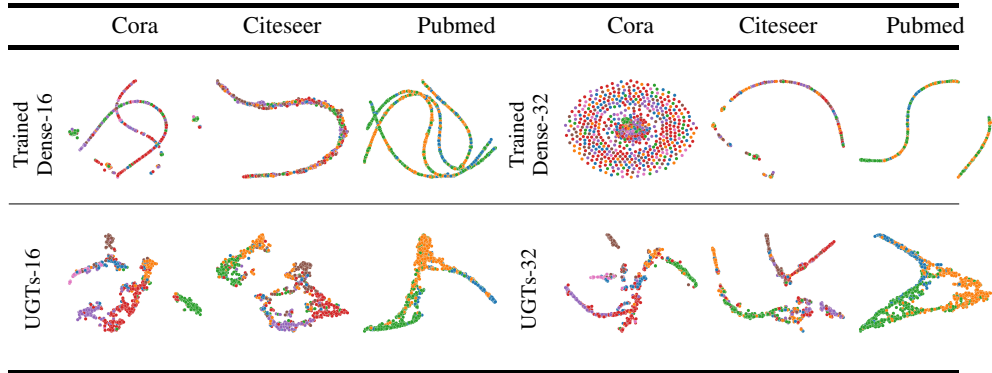 Cora Citeseer Pubmed Cora Citeseer Pubmed
Trained
Dense-16
Trained
Dense-32
UGTs-16
UGTs-32